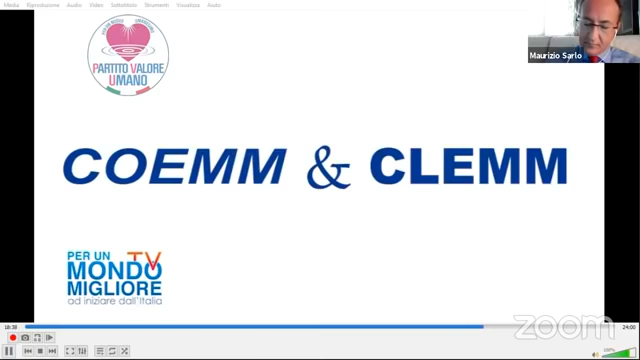 Media Riproduzione Audio Video Sottotitoli Strumenti Visualizza Aiuto
PARTITO VALORE
UMANO
Maurizio Sarlo
COEMM & CLEMM
PER UN TV
MONDO
MIGLIORE
ad iniziare dall'Italia
18:38
24:00
zoom
100%